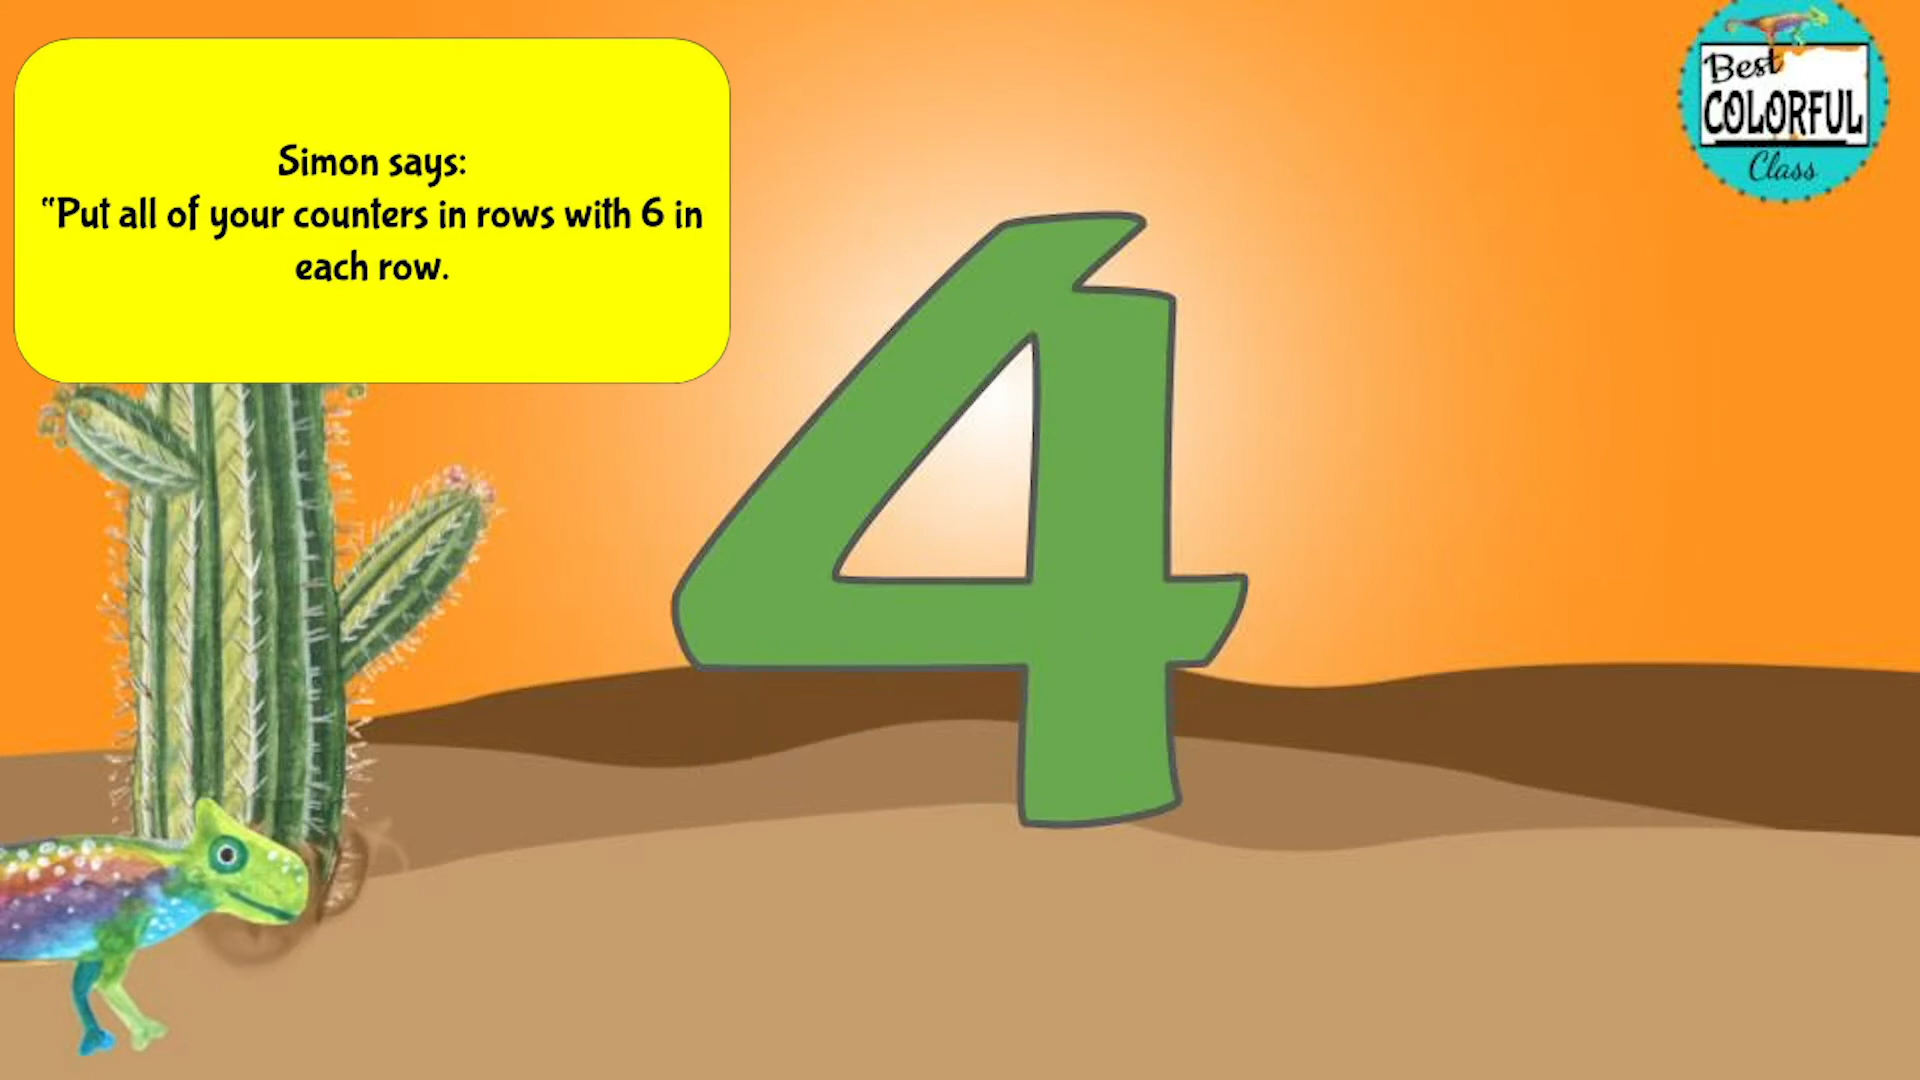 Simon says:
“Put all of your counters in rows with 6 in
each row.
4
Best
COLORFUL
Class